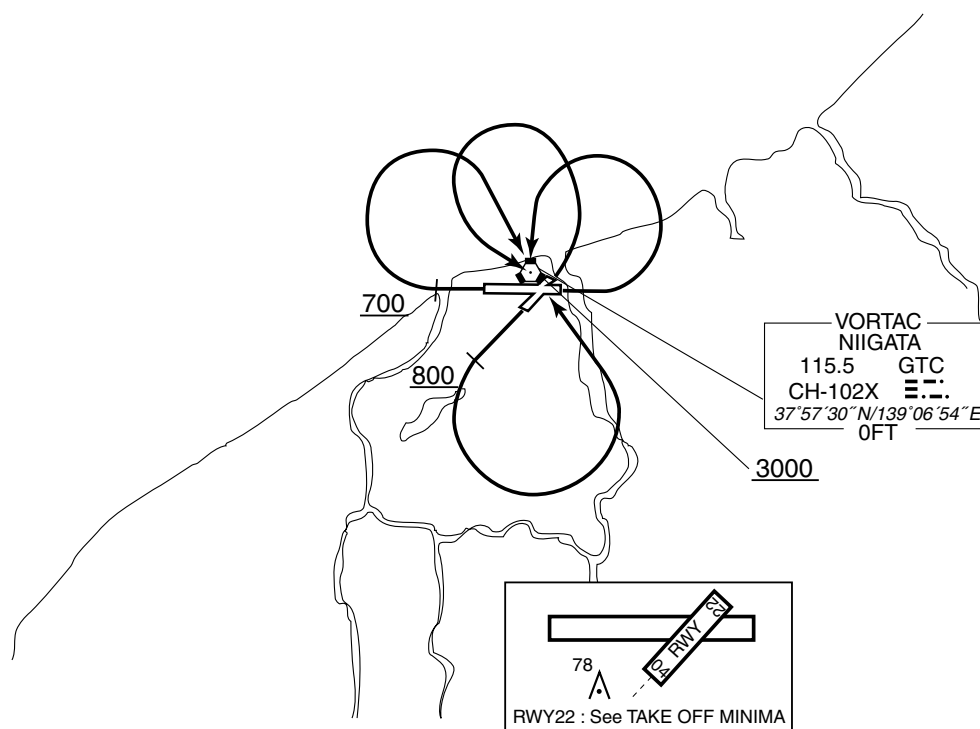 700
800
VORTAC
NIIGATA
115.5 GTC
CH-102X
37°57´30˝N/139°06´54˝E
0FT
3000
RWY
04
22
78
RWY22 : See TAKE OFF MINIMA